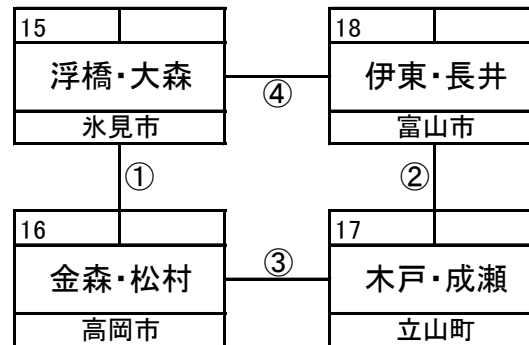 15
浮橋・大森
氷見市
④
18
伊東・長井
富山市
①
②
16
金森・松村
高岡市
③
17
木戸・成瀬
立山町